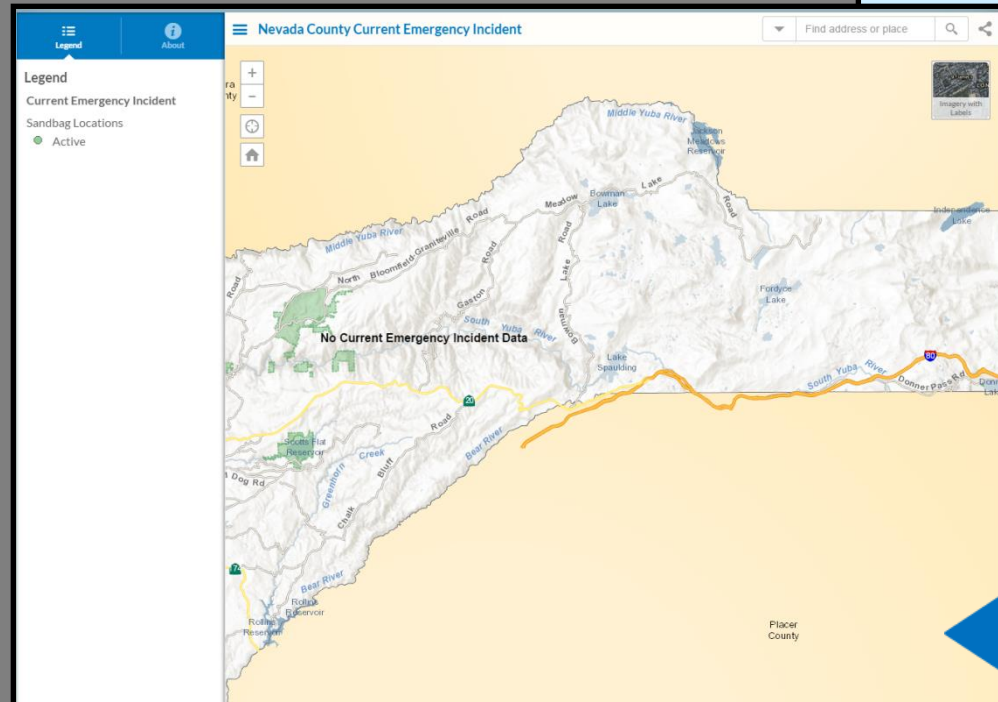 Legend
About
Nevada County Current Emergency Incident
Find address or place
Legend
Current Emergency Incident
Sandbag Locations
Active
+
−
Imagery with
Labels
Middle Yuba River
Jackson
Meadows
Reservoir
Bowman
Lake
Meadow
Lake
Road
Independence
Lake
Middle Yuba River
North Bloomfield-Graniteville Road
Road
Gaston Road
Bowman Lake Road
Fordyce
Lake
South Yuba River
No Current Emergency Incident Data
Lake
Spaulding
80
South Yuba River
Donner Pass Rd
20
Road
Bear River
Scotts Flat
Reservoir
Greenhorn Creek
Chalk Bluff
Dog Rd
Bear River
Rollins
Reservoir
Rollins
Reservoir
Placer
County